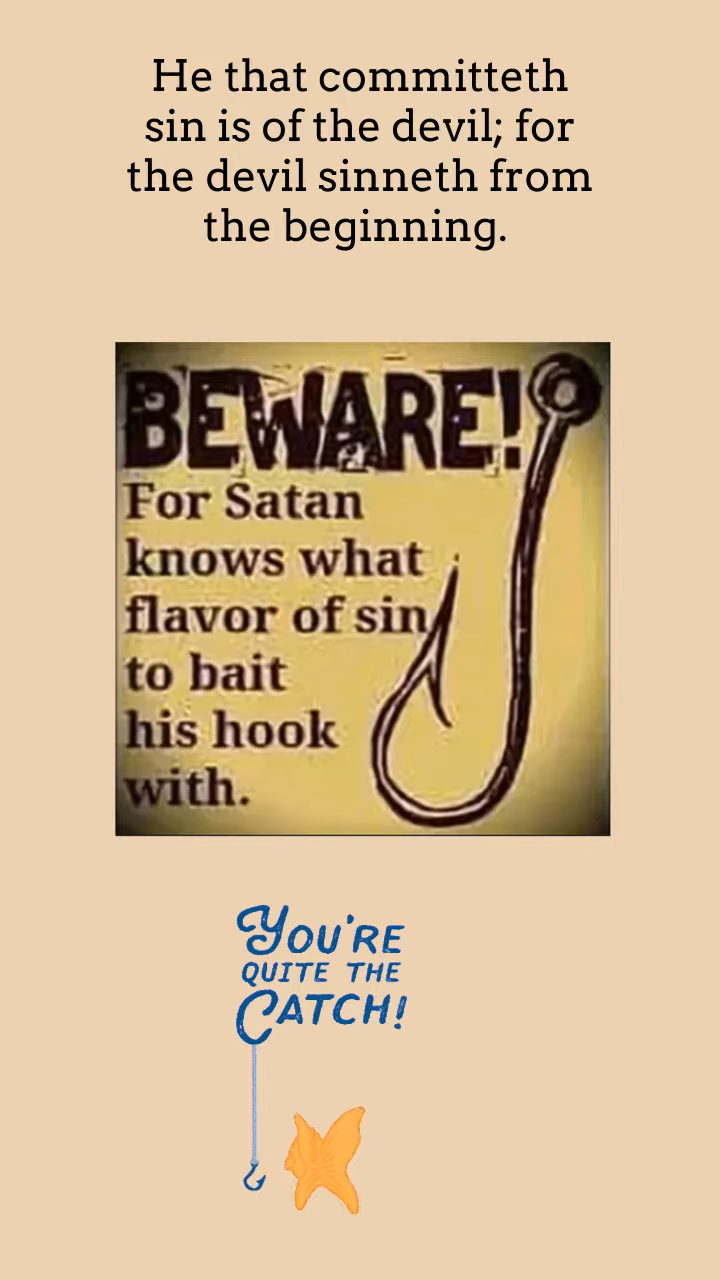 He that committeth
sin is of the devil; for
the devil sinneth from
the beginning.
BEWARE!
For Satan
knows what
flavor of sin
to bait
his hook
with.
You're
QUITE THE
CATCH!